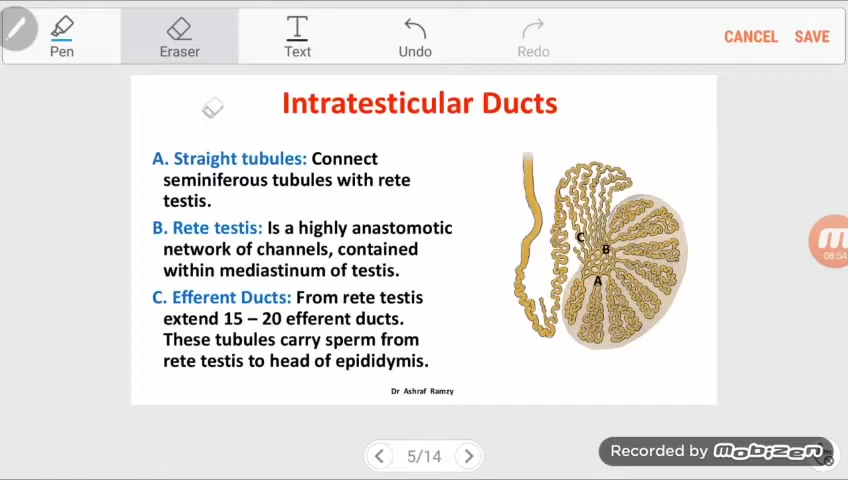 Pen
Eraser
Text
Undo
Redo
CANCEL
SAVE
Intratesticular Ducts
A. Straight tubules: Connect
seminiferous tubules with rete
testis.
B. Rete testis: Is a highly anastomotic
network of channels, contained
within mediastinum of testis.
C. Efferent Ducts: From rete testis
extend 15 – 20 efferent ducts.
These tubules carry sperm from
rete testis to head of epididymis.
C
B
A
Dr Ashraf Ramzy
08:54
5/14
Recorded by Mobizen